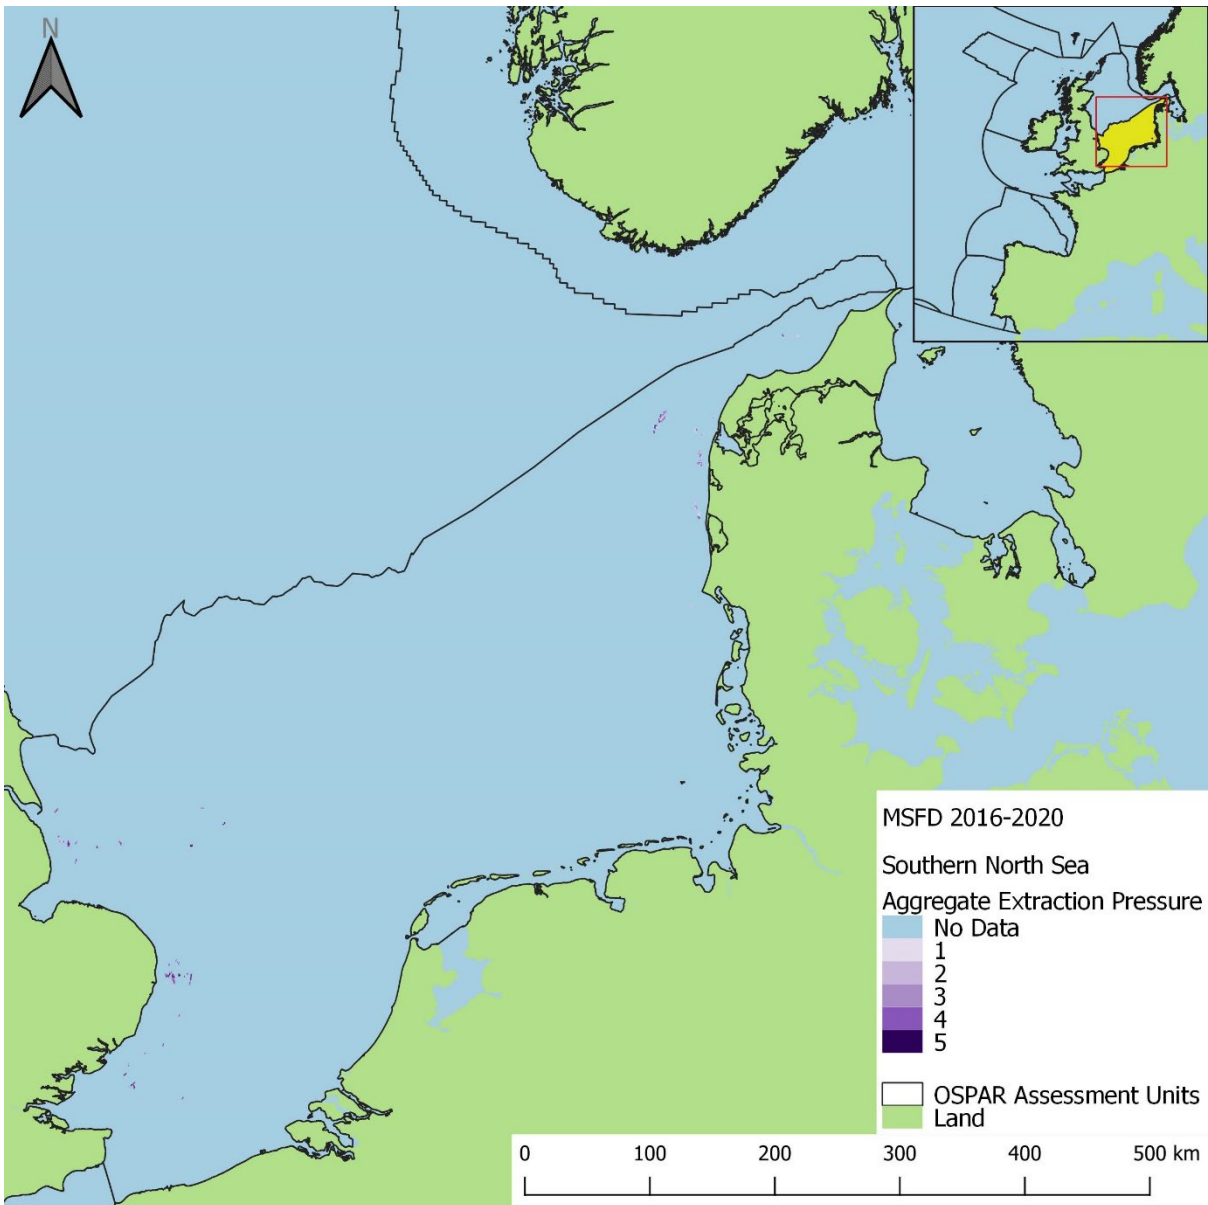 N
MSFD 2016-2020
Southern North Sea
Aggregate Extraction Pressure
No Data
1
2
3
4
5
OSPAR Assessment Units
Land
0 100 200 300 400 500 km